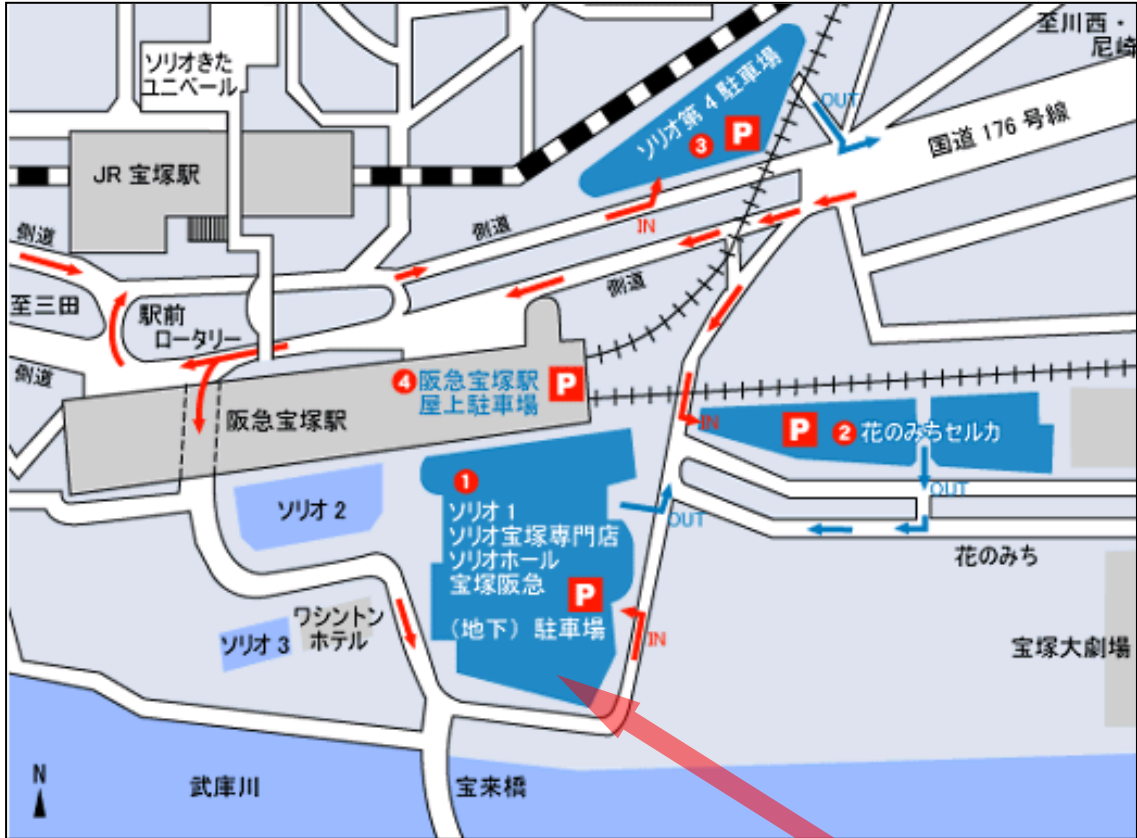 至川西・
尼崎
ソリオきた
ユニベール
ソリオ第4駐車場
❸ P
OUT
国道 176 号線
JR 宝塚駅
側道
側道
IN
側道
至三田
駅前
ロータリー
側道
❹ 阪急宝塚駅
屋上駐車場
P
阪急宝塚駅
IN
P ❷ 花のみちセルカ
OUT
❶
ソリオ 1
ソリオ宝塚専門店
ソリオホール
宝塚阪急
P
(地下)駐車場
OUT
IN
ソリオ 2
花のみち
ワシントン
ホテル
ソリオ 3
宝塚大劇場
N
武庫川
宝来橋